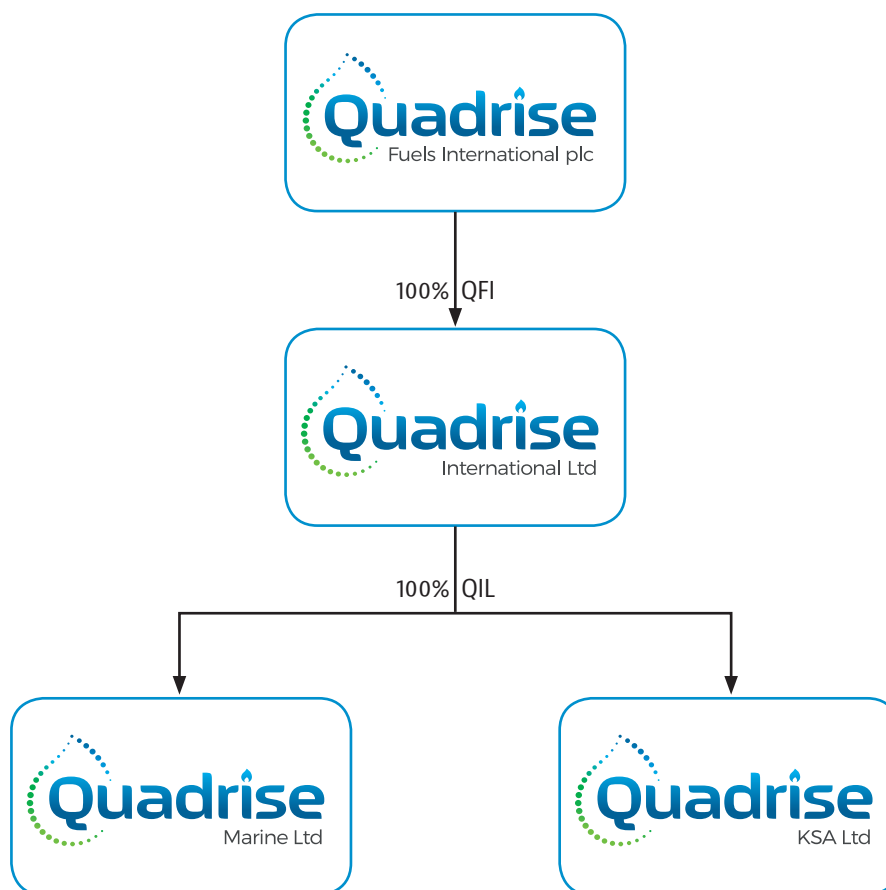 Quadrise
Fuels International plc
100% QFI
Quadrise
International Ltd
100% QIL
Quadrise
Marine Ltd
Quadrise
KSA Ltd